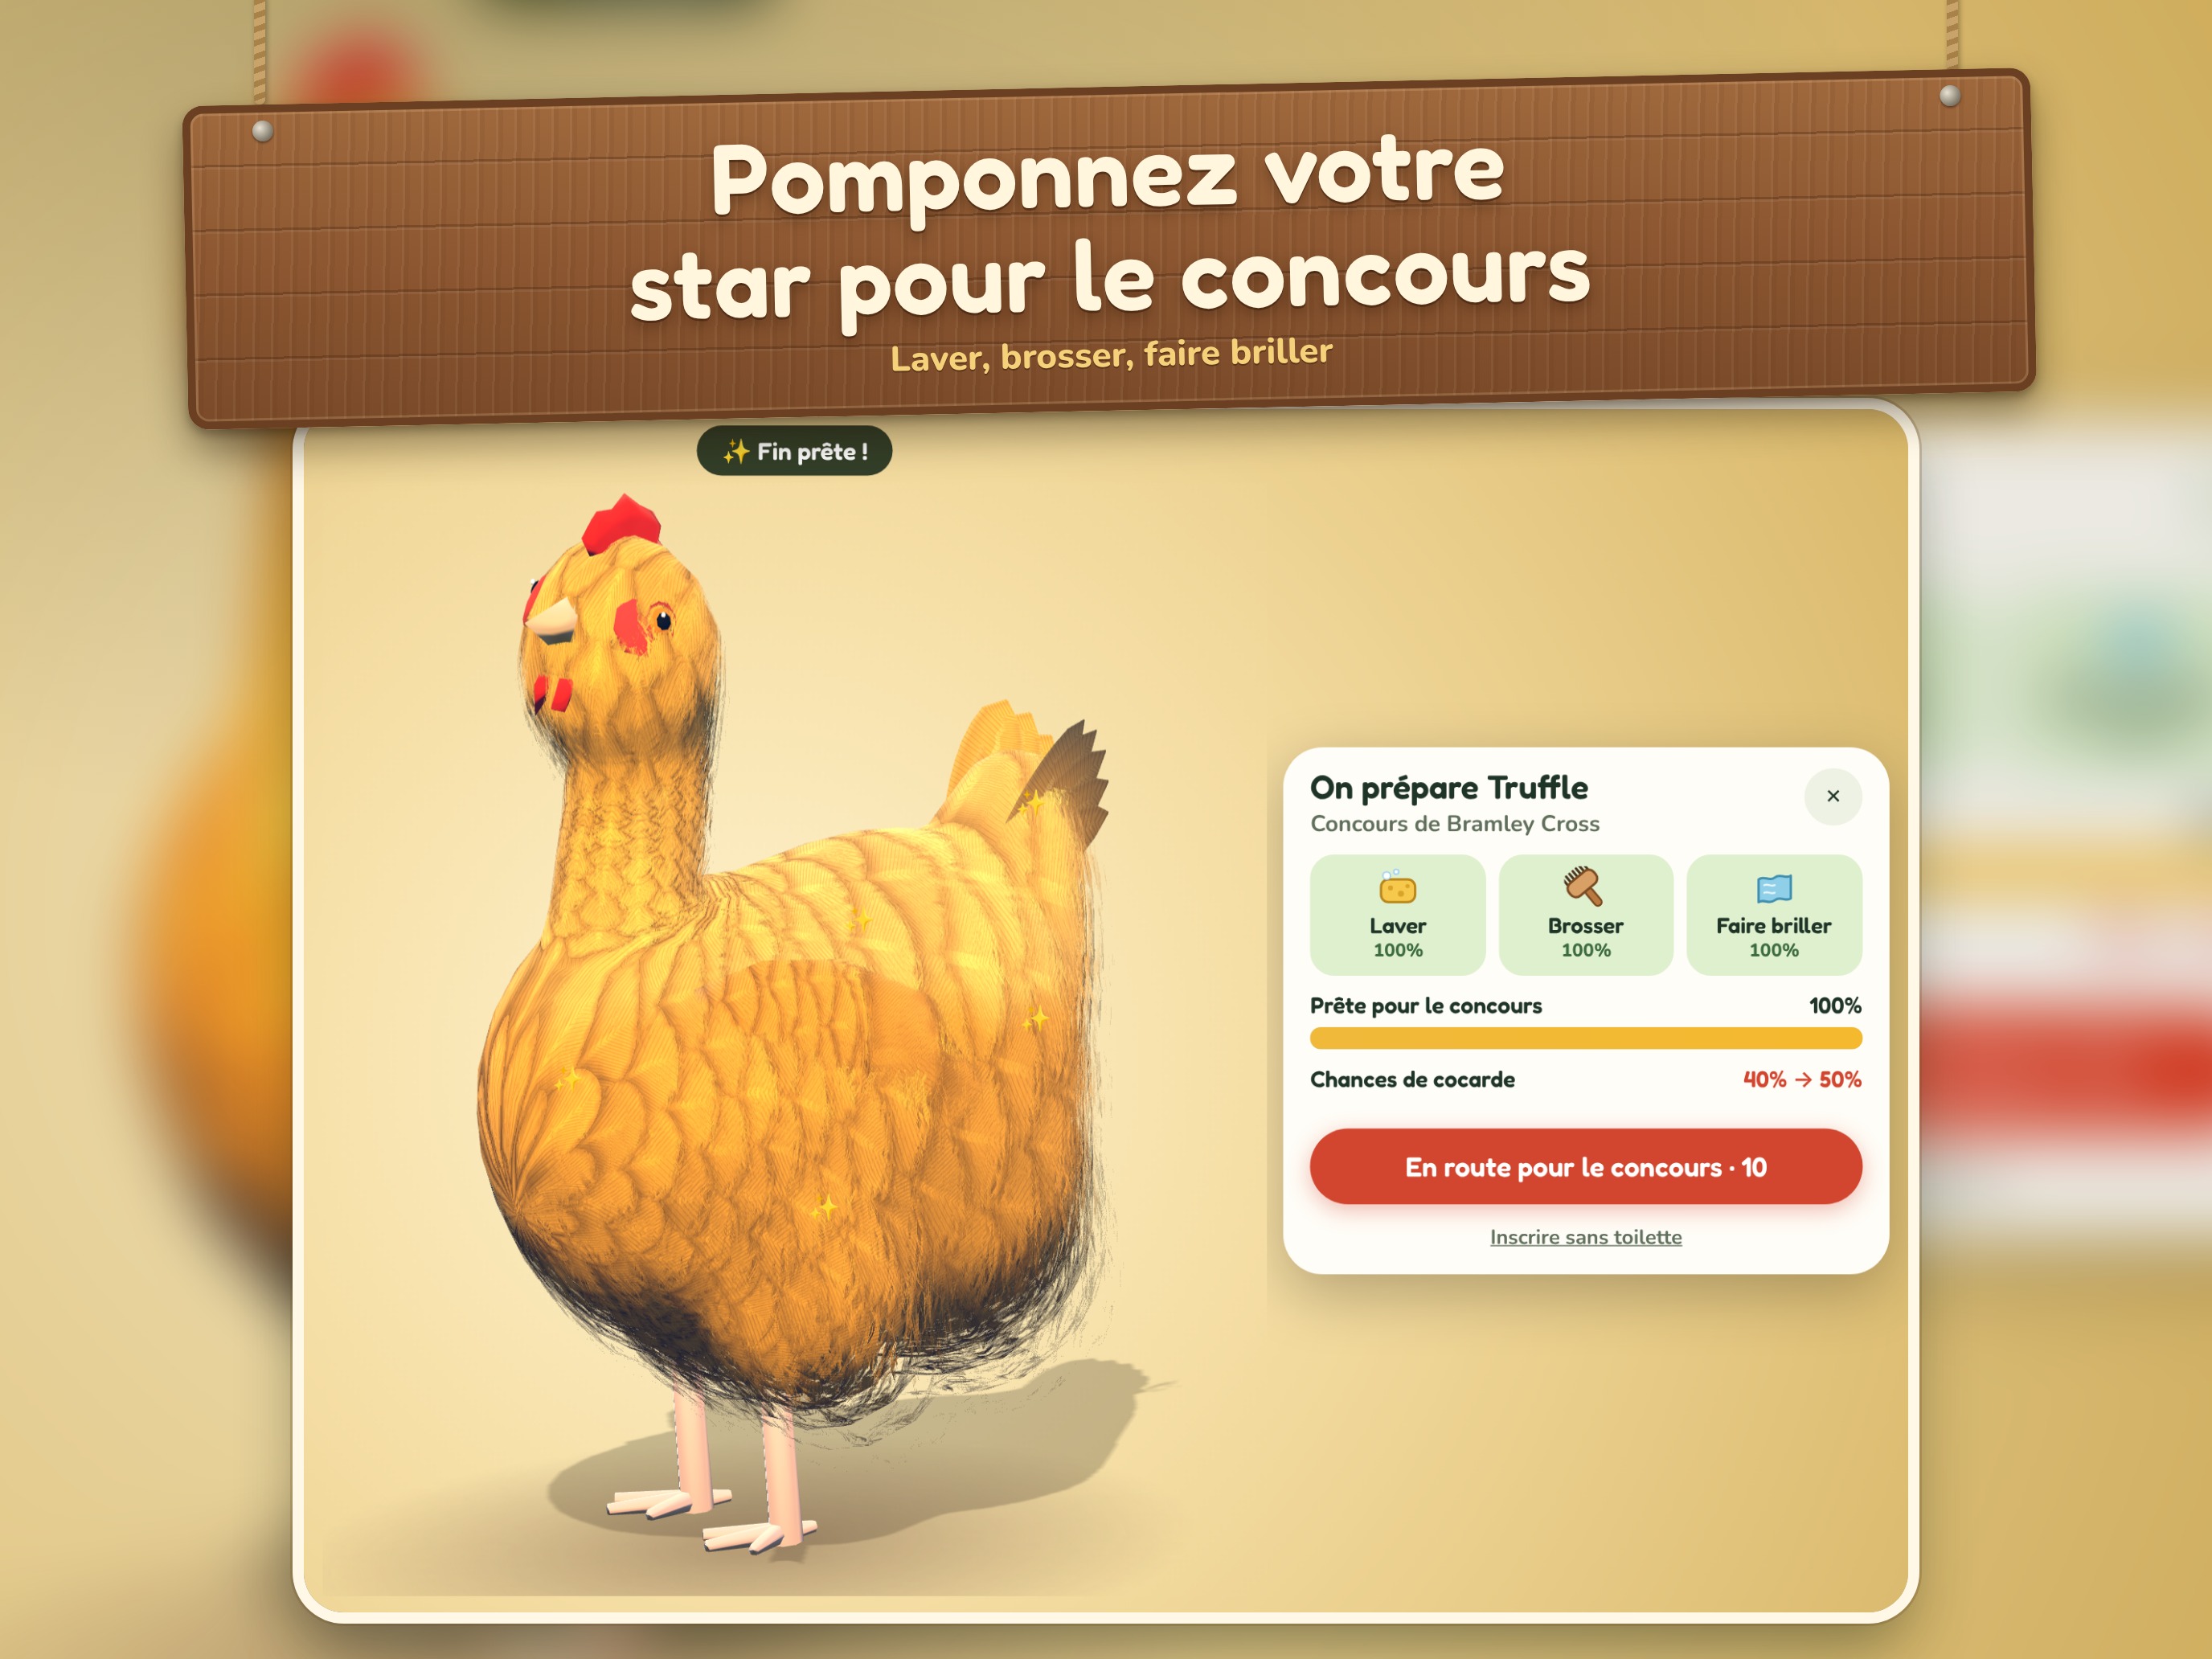 Pomponnez votre
star pour le concours
Laver, brosser, faire briller
✨ Fin prête !
On prépare Truffle
×
Concours de Bramley Cross
Laver
100%
Brosser
100%
Faire briller
100%
Prête pour le concours 100%
Chances de cocarde 40% → 50%
En route pour le concours · 10
Inscrire sans toilette